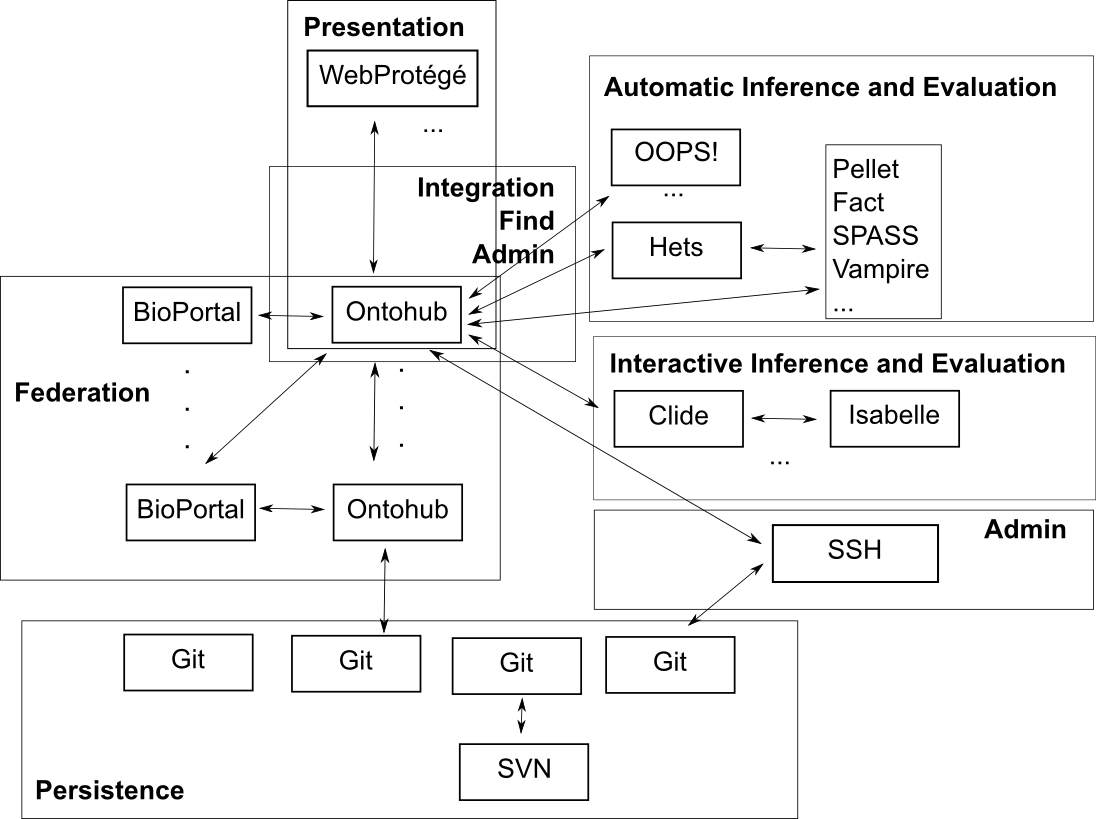 Presentation
WebProtégé
...
Automatic Inference and Evaluation
OOPS!
...
Pellet
Fact
SPASS
Vampire
...
Hets
Integration
Find
Admin
BioPortal
Ontohub
Federation
.
.
.
.
.
.
BioPortal
Ontohub
Interactive Inference and Evaluation
Clide
Isabelle
...
Admin
SSH
Git
Git
Git
Git
SVN
Persistence